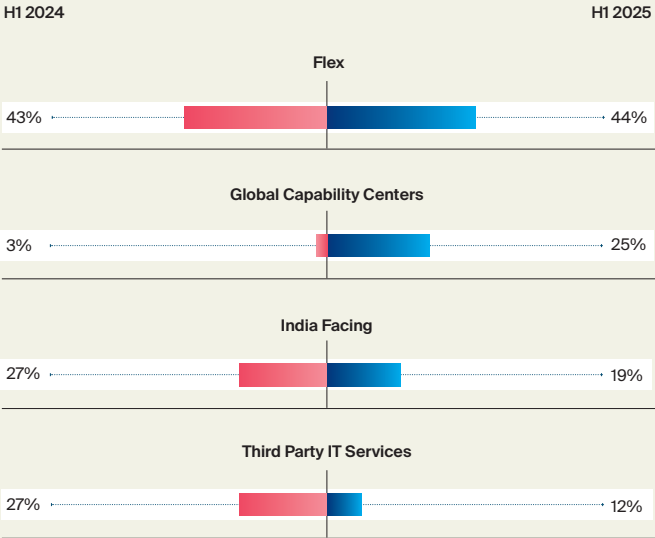 H1 2024 H1 2025
Flex
43% 44%
Global Capability Centers
3% 25%
India Facing
27% 19%
Third Party IT Services
27% 12%